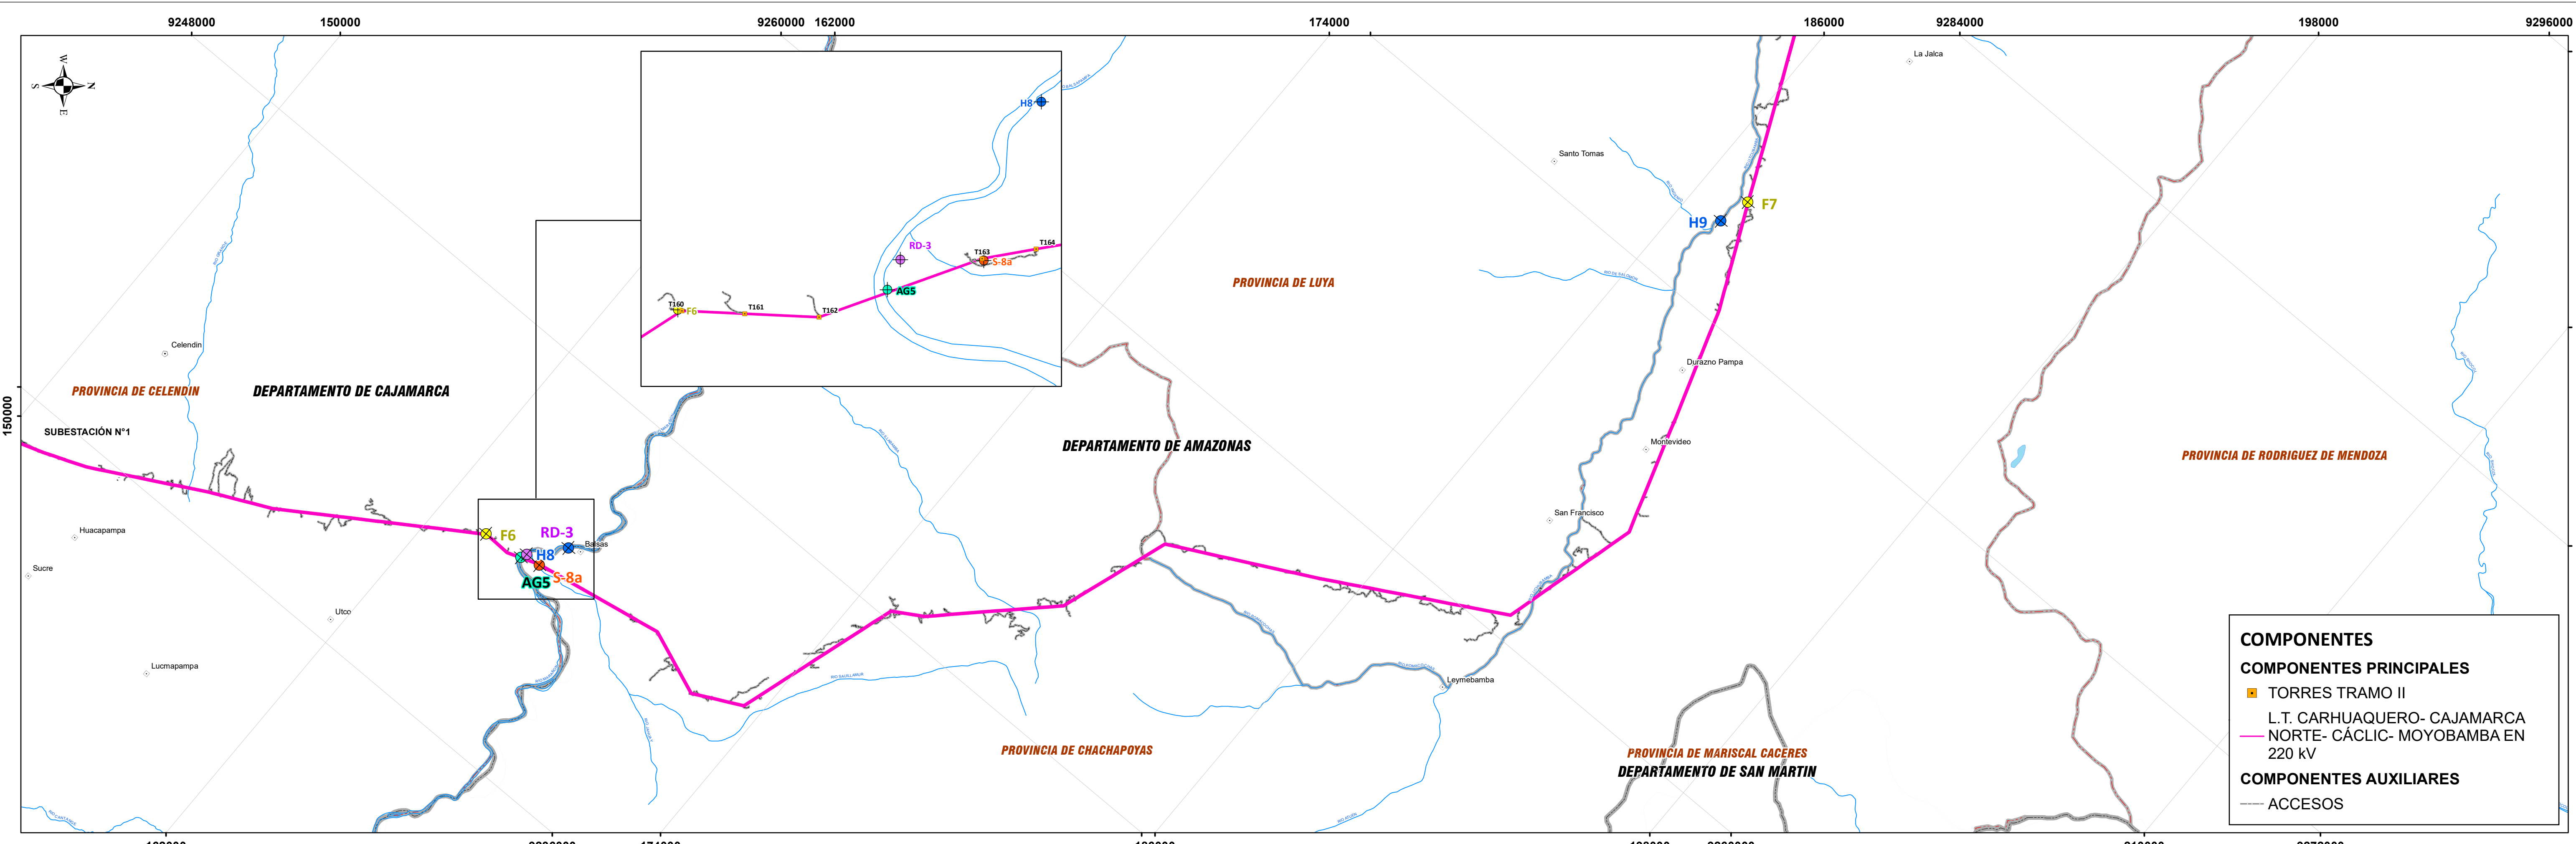 9248000
150000
9260000
162000
174000
186000
9284000
198000
9296000
W
N
S
E
La Jalca
H8
Santo Tomas
F7
H9
RD-3
T163
T164
S-8a
PROVINCIA DE LUYA
AG5
T160
F6
T161
T162
Celendin
Durazno Pampa
PROVINCIA DE CELENDIN
DEPARTAMENTO DE CAJAMARCA
150000
SUBESTACIÓN N°1
DEPARTAMENTO DE AMAZONAS
Montevideo
PROVINCIA DE RODRIGUEZ DE MENDOZA
San Francisco
Huacapampa
F6
RD-3
H8
Balsas
S-8a
AG5
Sucre
Utco
Lucmapampa
Leymebamba
PROVINCIA DE CHACHAPOYAS
PROVINCIA DE MARISCAL CACERES
DEPARTAMENTO DE SAN MARTIN
COMPONENTES
COMPONENTES PRINCIPALES
TORRES TRAMO II
L.T. CARHUAQUERO- CAJAMARCA
NORTE- CÁCLIC- MOYOBAMBA EN
220 kV
COMPONENTES AUXILIARES
ACCESOS